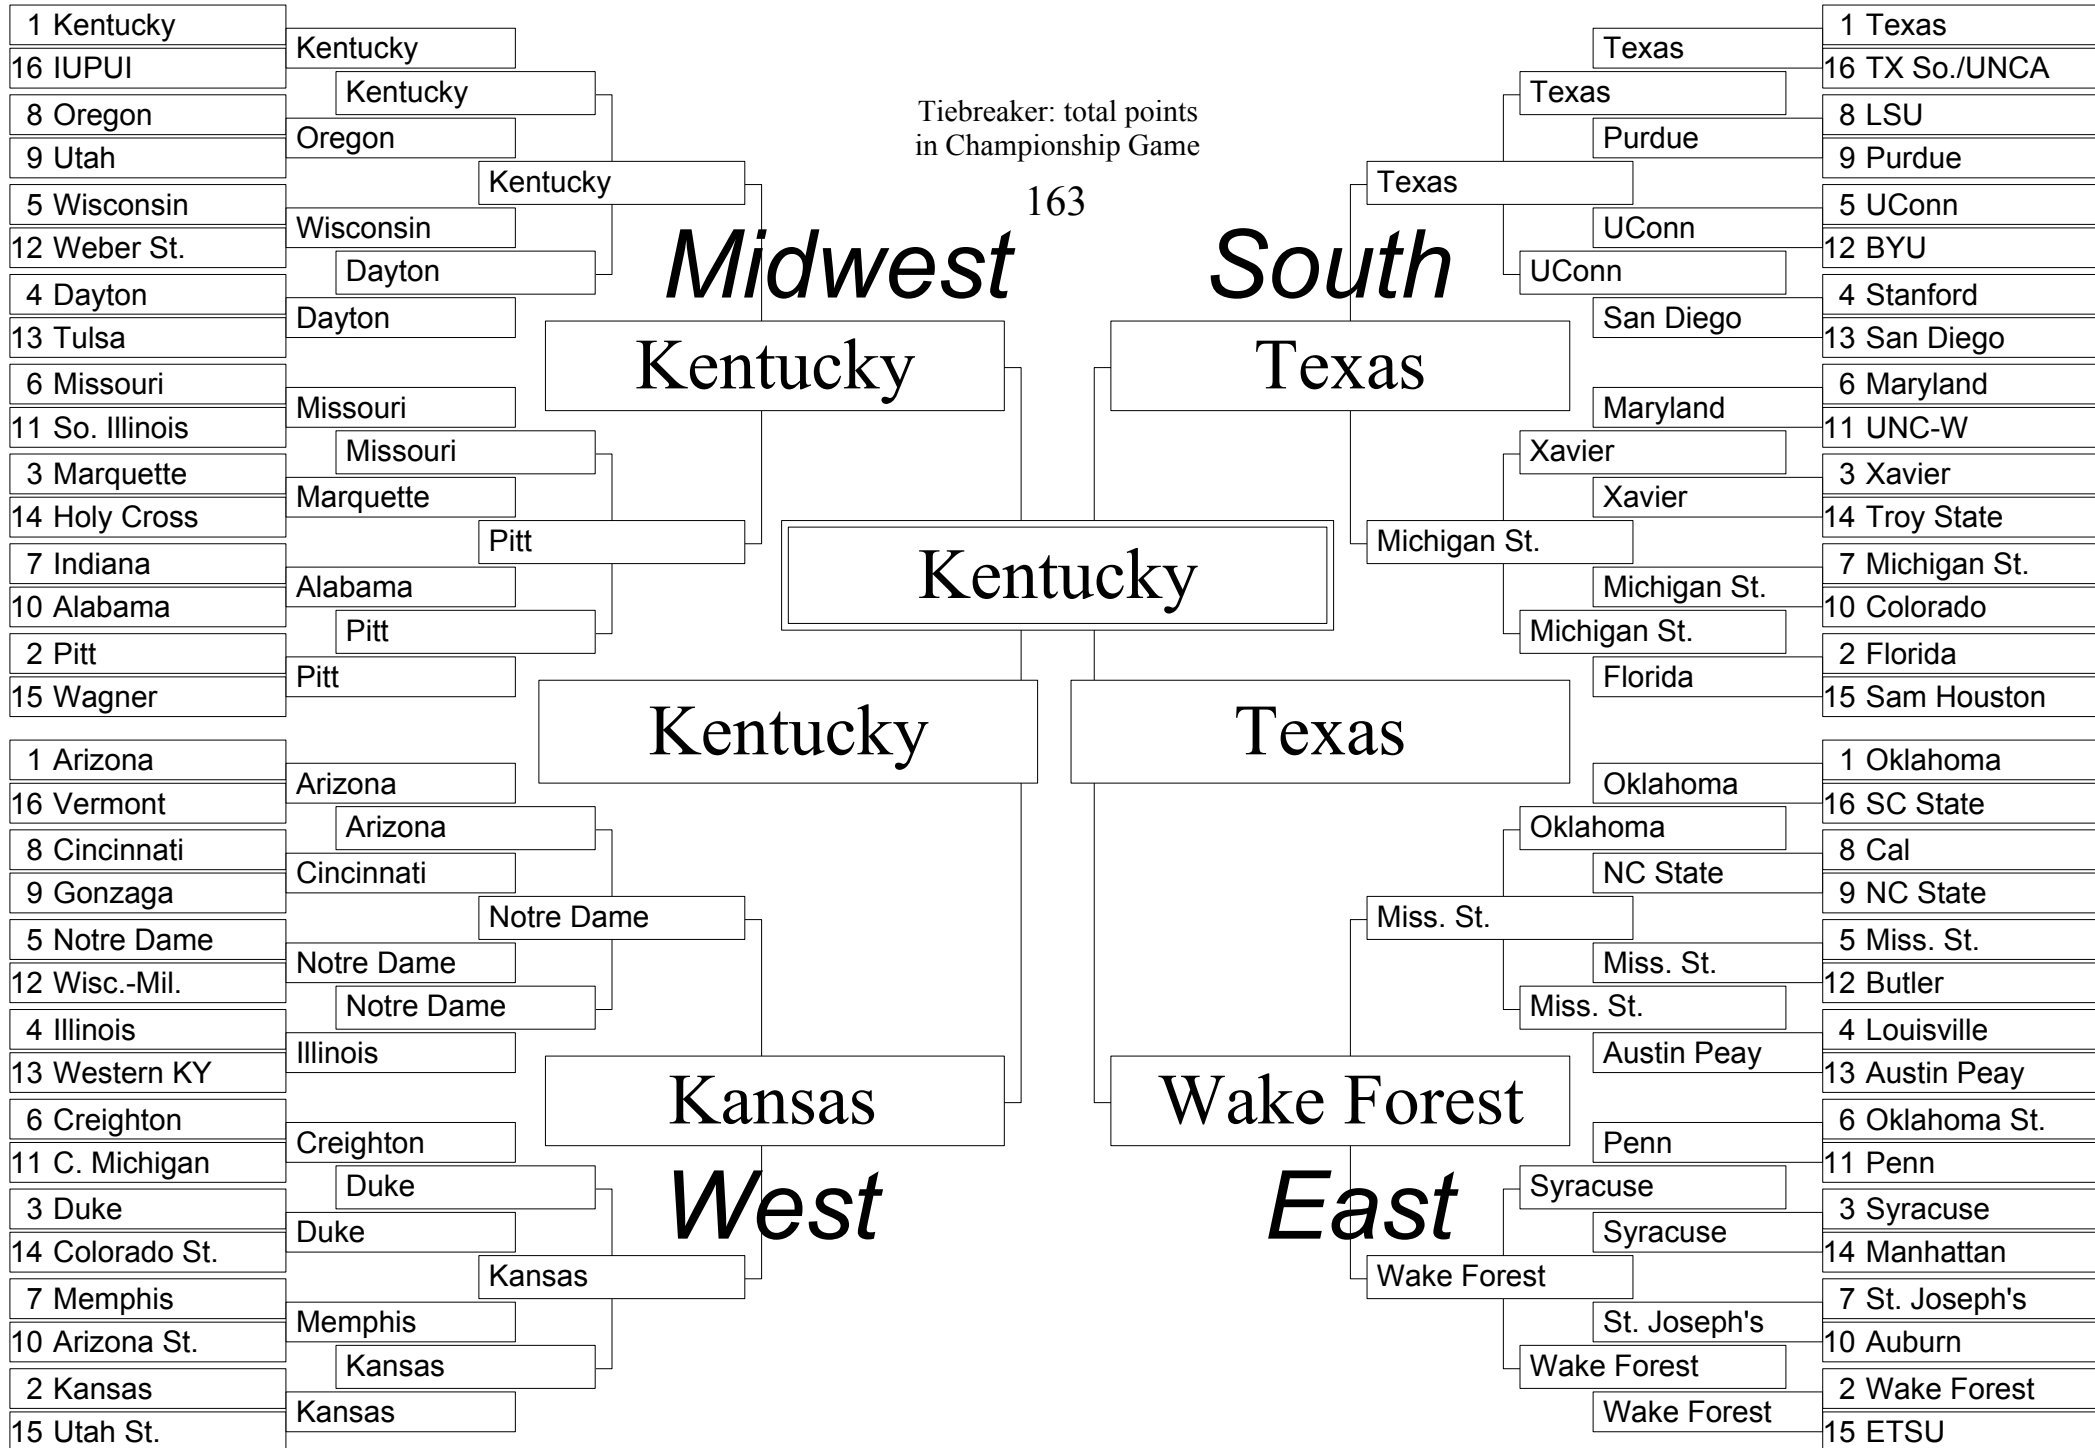 1 Kentucky
16 IUPUI
8 Oregon
9 Utah
5 Wisconsin
12 Weber St.
4 Dayton
13 Tulsa
6 Missouri
11 So. Illinois
3 Marquette
14 Holy Cross
7 Indiana
10 Alabama
2 Pitt
15 Wagner
Kentucky
Oregon
Wisconsin
Dayton
Missouri
Marquette
Alabama
Pitt
Kentucky
Dayton
Missouri
Pitt
Kentucky
Pitt
Midwest
Kentucky
1 Arizona
16 Vermont
8 Cincinnati
9 Gonzaga
5 Notre Dame
12 Wisc.-Mil.
4 Illinois
13 Western KY
6 Creighton
11 C. Michigan
3 Duke
14 Colorado St.
7 Memphis
10 Arizona St.
2 Kansas
15 Utah St.
Arizona
Cincinnati
Notre Dame
Illinois
Creighton
Duke
Memphis
Kansas
Arizona
Notre Dame
Duke
Kansas
Notre Dame
Kansas
Kansas
West
Tiebreaker: total points
in Championship Game
163
Kentucky
Kentucky
Texas
South
Texas
Texas
Michigan St.
Texas
UConn
Xavier
Michigan St.
Texas
Purdue
UConn
San Diego
Maryland
Xavier
Michigan St.
Florida
1 Texas
16 TX So./UNCA
8 LSU
9 Purdue
5 UConn
12 BYU
4 Stanford
13 San Diego
6 Maryland
11 UNC-W
3 Xavier
14 Troy State
7 Michigan St.
10 Colorado
2 Florida
15 Sam Houston
Wake Forest
East
Miss. St.
Wake Forest
Oklahoma
Miss. St.
Syracuse
Wake Forest
Oklahoma
NC State
Miss. St.
Austin Peay
Penn
Syracuse
St. Joseph's
Wake Forest
1 Oklahoma
16 SC State
8 Cal
9 NC State
5 Miss. St.
12 Butler
4 Louisville
13 Austin Peay
6 Oklahoma St.
11 Penn
3 Syracuse
14 Manhattan
7 St. Joseph's
10 Auburn
2 Wake Forest
15 ETSU